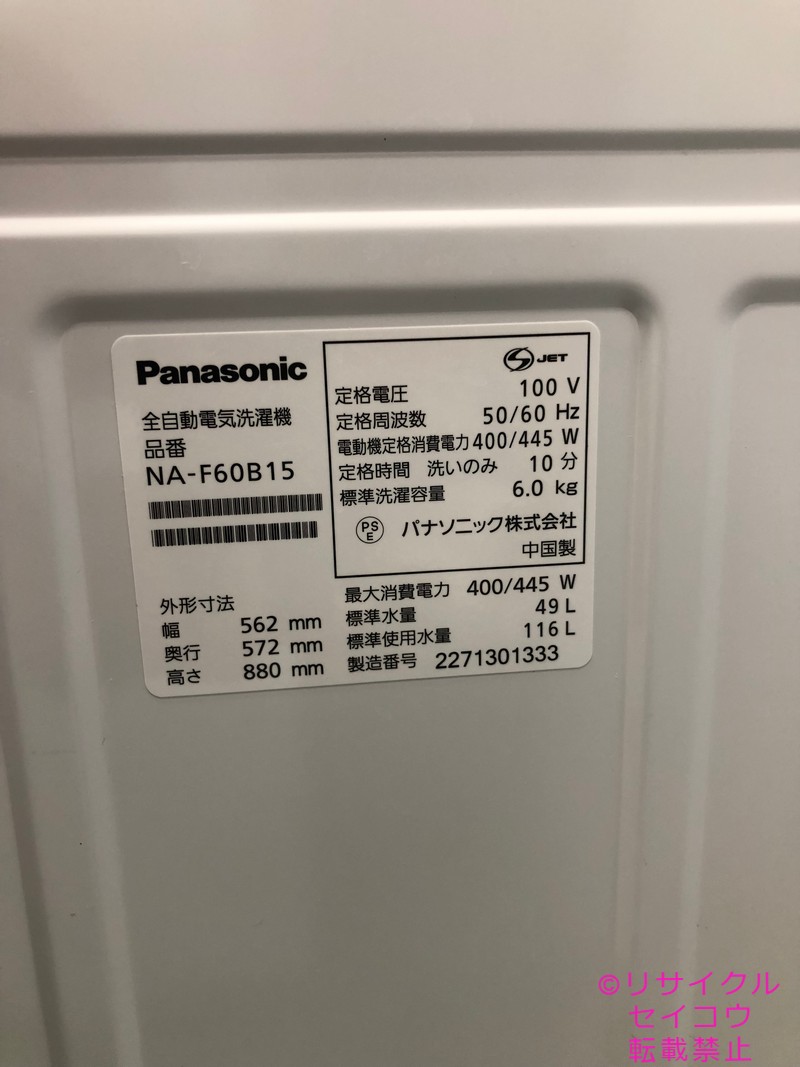 Panasonic
全自動電気洗濯機
品番
NA-F60B15
外形寸法
幅 562 mm
奥行 572 mm
高さ 880 mm
S JET
定格電圧 100 V
定格周波数 50/60 Hz
電動機定格消費電力 400/445 W
定格時間 洗いのみ 10 分
標準洗濯容量 6.0 kg
PS
E パナソニック株式会社
中国製
最大消費電力 400/445 W
標準水量 49 L
標準使用水量 116 L
製造番号 2271301333
©リサイクル
セイコウ
転載禁止